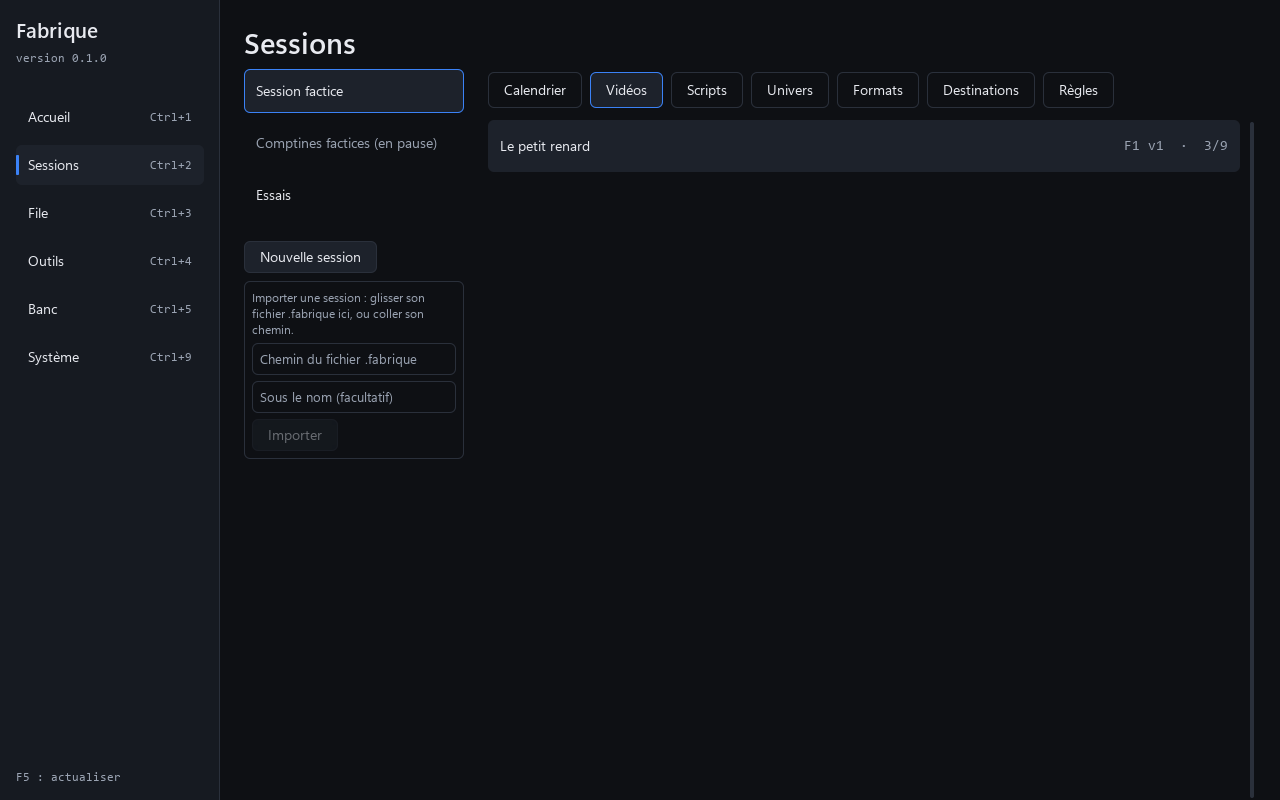 Fabrique
version 0.1.0
Accueil Ctrl+1
Sessions Ctrl+2
File Ctrl+3
Outils Ctrl+4
Banc Ctrl+5
Système Ctrl+9
F5 : actualiser
Sessions
Session factice
Comptines factices (en pause)
Essais
Nouvelle session
Importer une session : glisser son
fichier .fabrique ici, ou coller son
chemin.
Chemin du fichier .fabrique
Sous le nom (facultatif)
Importer
Calendrier Vidéos Scripts Univers Formats Destinations Règles
Le petit renard F1 v1 · 3/9